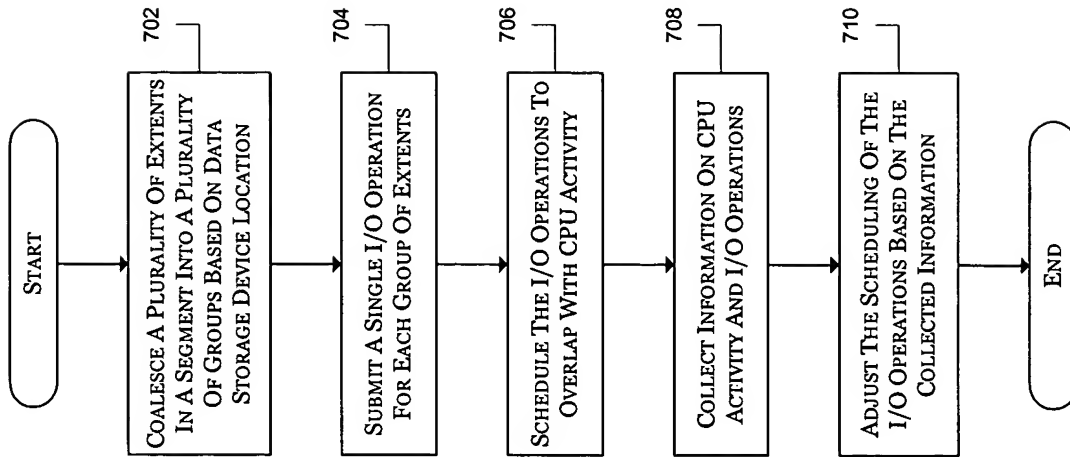 START
702
COALESCE A PLURALITY OF EXTENTS
IN A SEGMENT INTO A PLURALITY
OF GROUPS BASED ON DATA
STORAGE DEVICE LOCATION
704
SUBMIT A SINGLE I/O OPERATION
FOR EACH GROUP OF EXTENTS
706
SCHEDULE THE I/O OPERATIONS TO
OVERLAP WITH CPU ACTIVITY
708
COLLECT INFORMATION ON CPU
ACTIVITY AND I/O OPERATIONS
710
ADJUST THE SCHEDULING OF THE
I/O OPERATIONS BASED ON THE
COLLECTED INFORMATION
END